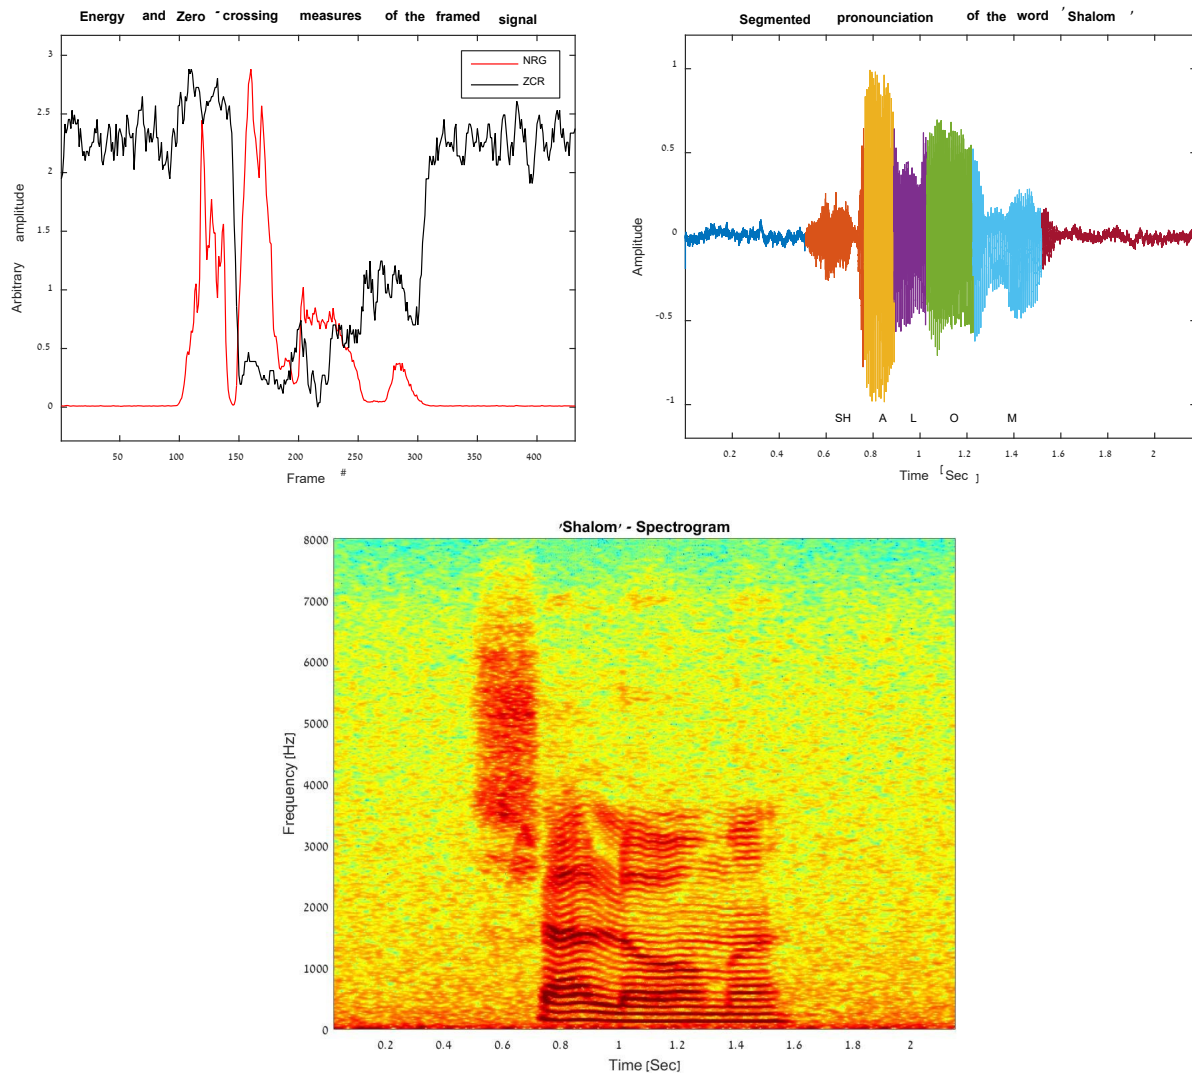 Energy and Zero-crossing measures of the framed signal
3
2.5
2
1.5
1
0.5
0
Arbitrary amplitude
NRG
ZCR
50 100 150 200 250 300 350 400
Frame #
Segmented pronounciation of the word 'Shalom'
1
0.5
0
-0.5
-1
Amplitude
SH A L O M
0.2 0.4 0.6 0.8 1 1.2 1.4 1.6 1.8 2
Time [Sec]
'Shalom' - Spectrogram
8000
7000
6000
5000
4000
3000
2000
1000
0
Frequency [Hz]
0.2 0.4 0.6 0.8 1 1.2 1.4 1.6 1.8 2
Time [Sec]